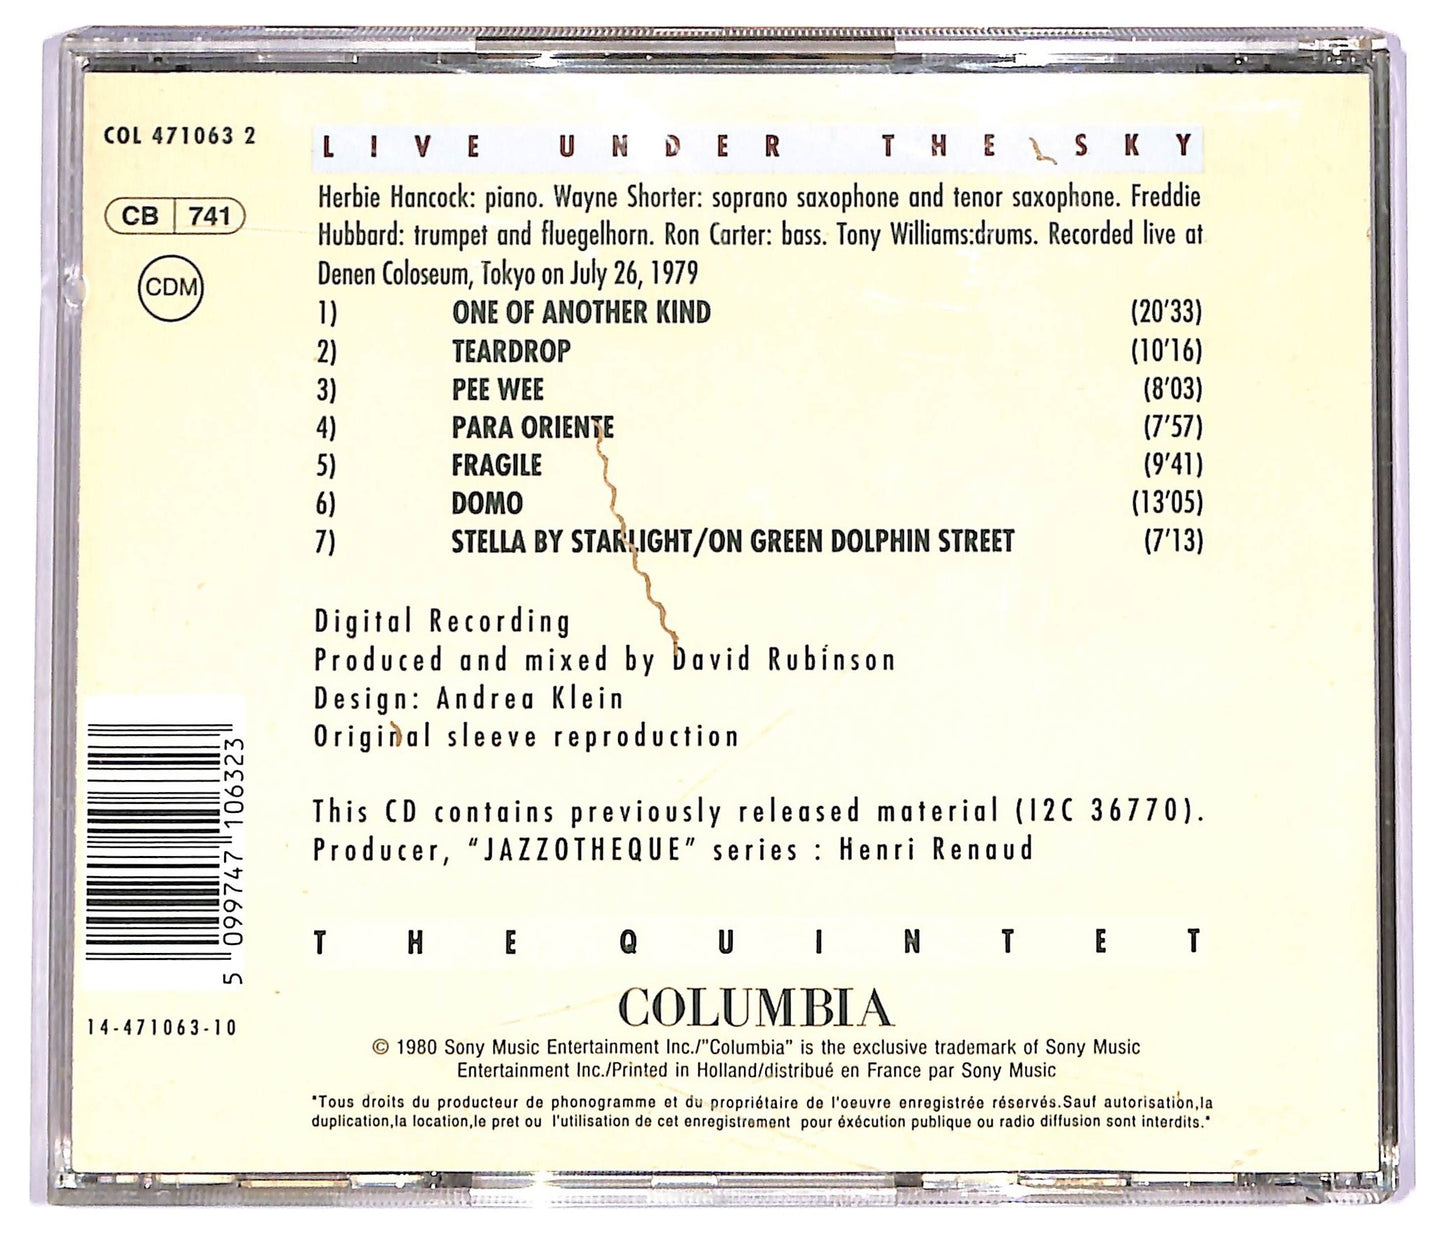 COL 471063 2
CB 741
CDM
LIVE UNDER THE SKY
Herbie Hancock: piano. Wayne Shorter: soprano saxophone and tenor saxophone. Freddie
Hubbard: trumpet and fluegelhorn. Ron Carter: bass. Tony Williams:drums. Recorded live at
Denen Coloseum, Tokyo on July 26, 1979
1) ONE OF ANOTHER KIND (20'33)
2) TEARDROP (10'16)
3) PEE WEE (8'03)
4) PARA ORIENTE (7'57)
5) FRAGILE (9'41)
6) DOMO (13'05)
7) STELLA BY STARLIGHT/ON GREEN DOLPHIN STREET (7'13)
Digital Recording
Produced and mixed by David Rubinson
Design: Andrea Klein
Original sleeve reproduction
This CD contains previously released material (I2C 36770).
Producer, "JAZZOTHEQUE" series : Henri Renaud
5 099747 106323
14-471063-10
THE QUINTET
COLUMBIA
© 1980 Sony Music Entertainment Inc./"Columbia" is the exclusive trademark of Sony Music
Entertainment Inc./Printed in Holland/distribué en France par Sony Music
"Tous droits du producteur de phonogramme et du propriétaire de l'oeuvre enregistrée réservés.Sauf autorisation,la
duplication,la location,le pret ou l'utilisation de cet enregistrement pour éxécution publique ou radio diffusion sont interdits."